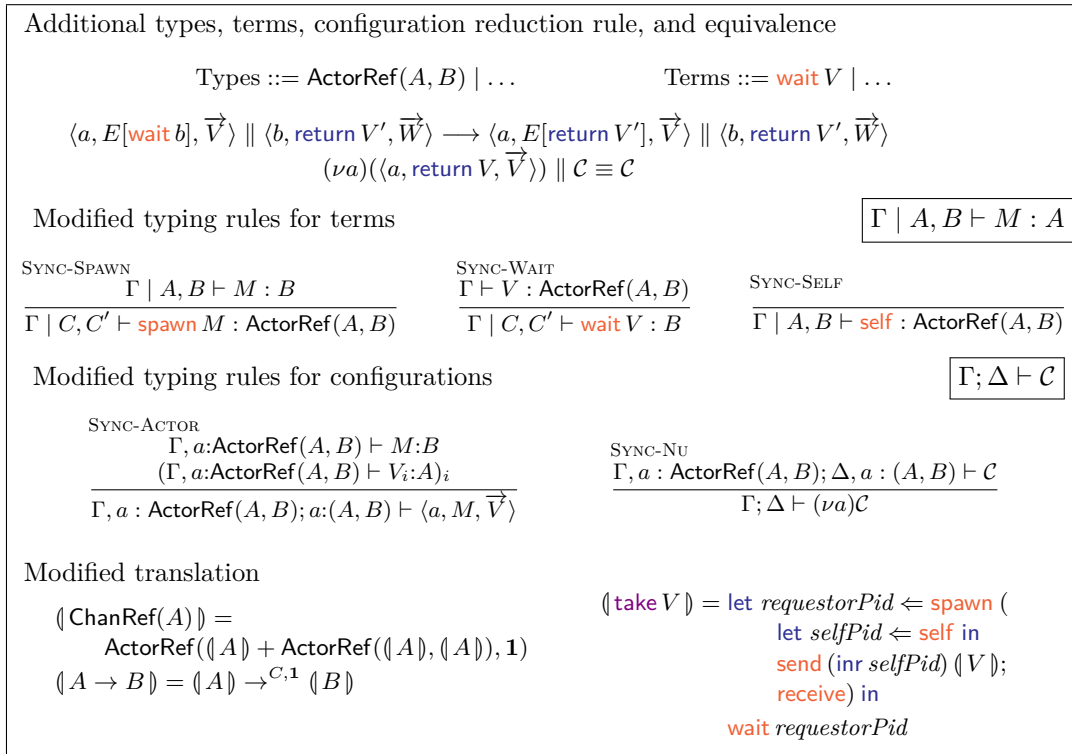 Additional types, terms, configuration reduction rule, and equivalence
Types ::= ActorRef(A, B) | … Terms ::= wait V | …
⟨a, E[wait b], V⃗⟩ ∥ ⟨b, return V′, W⃗⟩ ⟶ ⟨a, E[return V′], V⃗⟩ ∥ ⟨b, return V′, W⃗⟩
(νa)(⟨a, return V, V⃗⟩) ∥ 𝒞 ≡ 𝒞
Modified typing rules for terms Γ | A, B ⊢ M : A
Sync-Spawn
Γ | A, B ⊢ M : B
Γ | C, C′ ⊢ spawn M : ActorRef(A, B)
Sync-Wait
Γ ⊢ V : ActorRef(A, B)
Γ | C, C′ ⊢ wait V : B
Sync-Self
Γ | A, B ⊢ self : ActorRef(A, B)
Modified typing rules for configurations Γ; Δ ⊢ 𝒞
Sync-Actor
Γ, a:ActorRef(A, B) ⊢ M:B
(Γ, a:ActorRef(A, B) ⊢ Vᵢ:A)ᵢ
Γ, a : ActorRef(A, B); a:(A, B) ⊢ ⟨a, M, V⃗⟩
Sync-Nu
Γ, a : ActorRef(A, B); Δ, a : (A, B) ⊢ 𝒞
Γ; Δ ⊢ (νa)𝒞
Modified translation
⦇ ChanRef(A) ⦈ =
ActorRef(⦇ A ⦈ + ActorRef(⦇ A ⦈, ⦇ A ⦈), 1)
⦇ A → B ⦈ = ⦇ A ⦈ →^{C,1} ⦇ B ⦈
⦇ take V ⦈ = let requestorPid ⇐ spawn (
let selfPid ⇐ self in
send (inr selfPid) ⦇ V ⦈;
receive) in
wait requestorPid